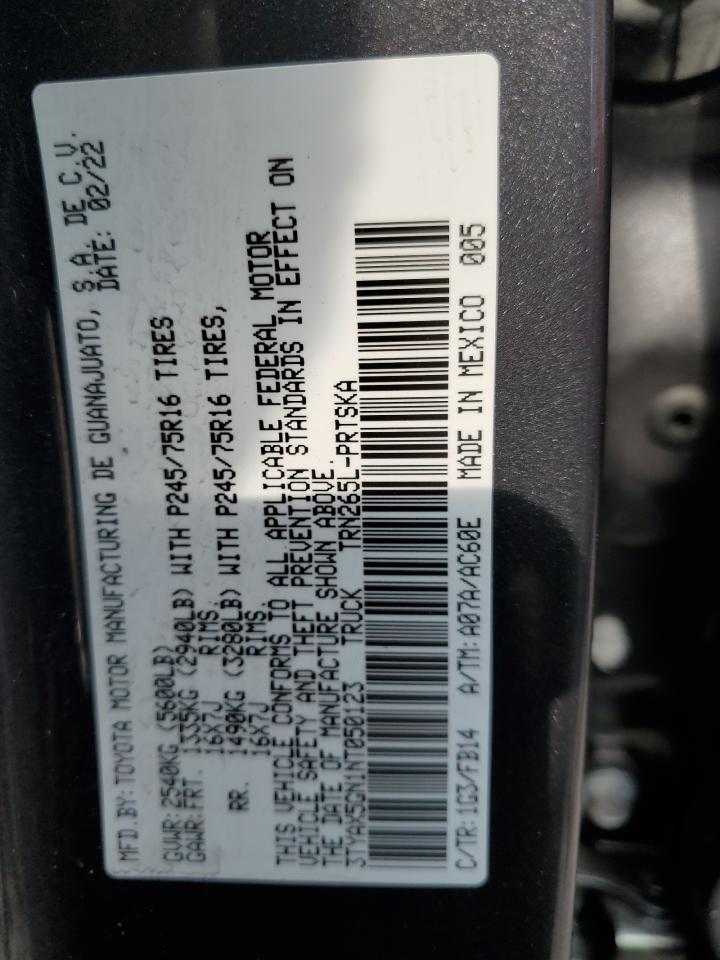 MFD.BY: TOYOTA MOTOR MANUFACTURING DE GUANAJUATO, S.A. DE C.V.
DATE: 02/22
GVWR: 2540KG (5600LB)
GAWR: FRT. 1335KG (2940LB) WITH P245/75R16 TIRES
16X7J RIMS,
RR. 1490KG (3280LB) WITH P245/75R16 TIRES,
16X7J RIMS.
THIS VEHICLE CONFORMS TO ALL APPLICABLE FEDERAL MOTOR
VEHICLE SAFETY AND THEFT PREVENTION STANDARDS IN EFFECT ON
THE DATE OF MANUFACTURE SHOWN ABOVE.
3TYAX5GN1NT050123 TRUCK TRN265L-PRTSKA
C/TR: 1G3/FB14 A/TM: A07A/AC60E MADE IN MEXICO 005